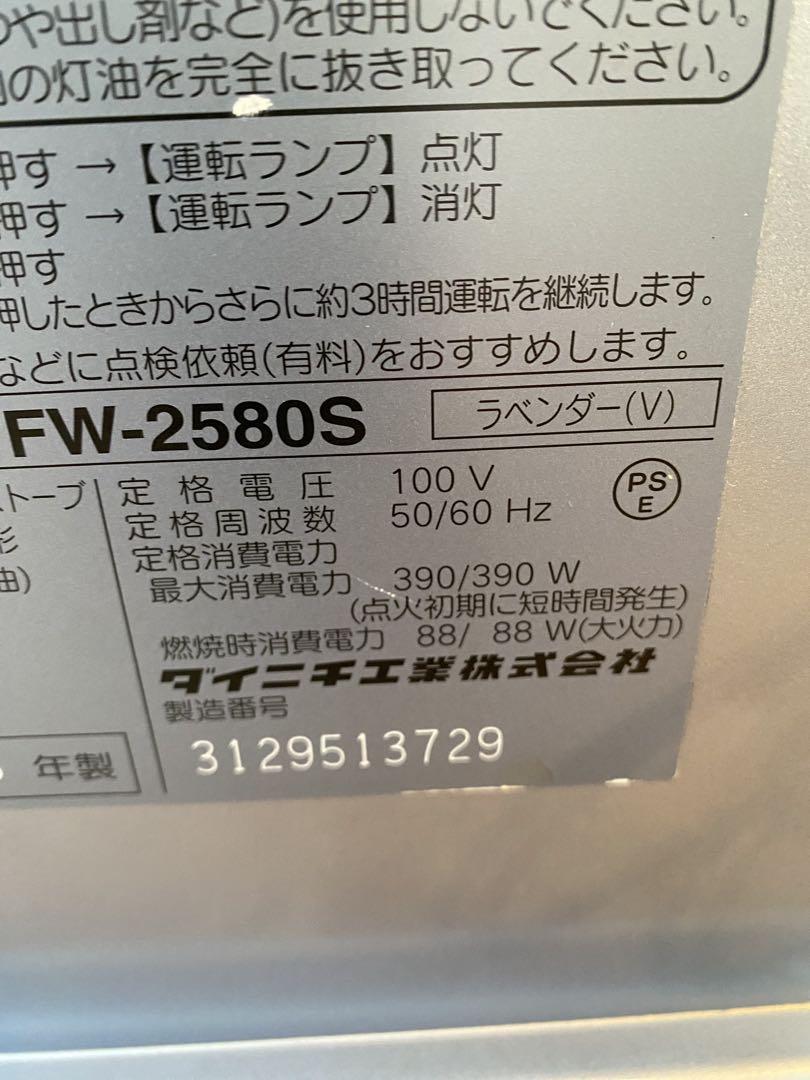 や出し剤など)を使用しないでください。
の灯油を完全に抜き取ってください。
押す → 【運転ランプ】点灯
押す → 【運転ランプ】消灯
押す
押したときからさらに約3時間運転を継続します。
などに点検依頼(有料)をおすすめします。
FW-2580S ラベンダー(V)
ストーブ 定格電圧 100 V PS E
形 定格周波数 50/60 Hz
油) 定格消費電力
最大消費電力 390/390 W
(点火初期に短時間発生)
燃焼時消費電力 88/ 88 W(大火力)
ダイニチ工業株式会社
製造番号
年製 3129513729